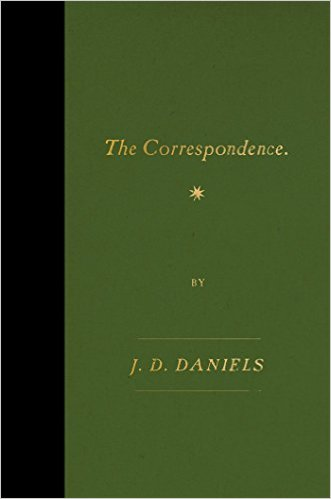 The Correspondence.
BY
J. D. DANIELS